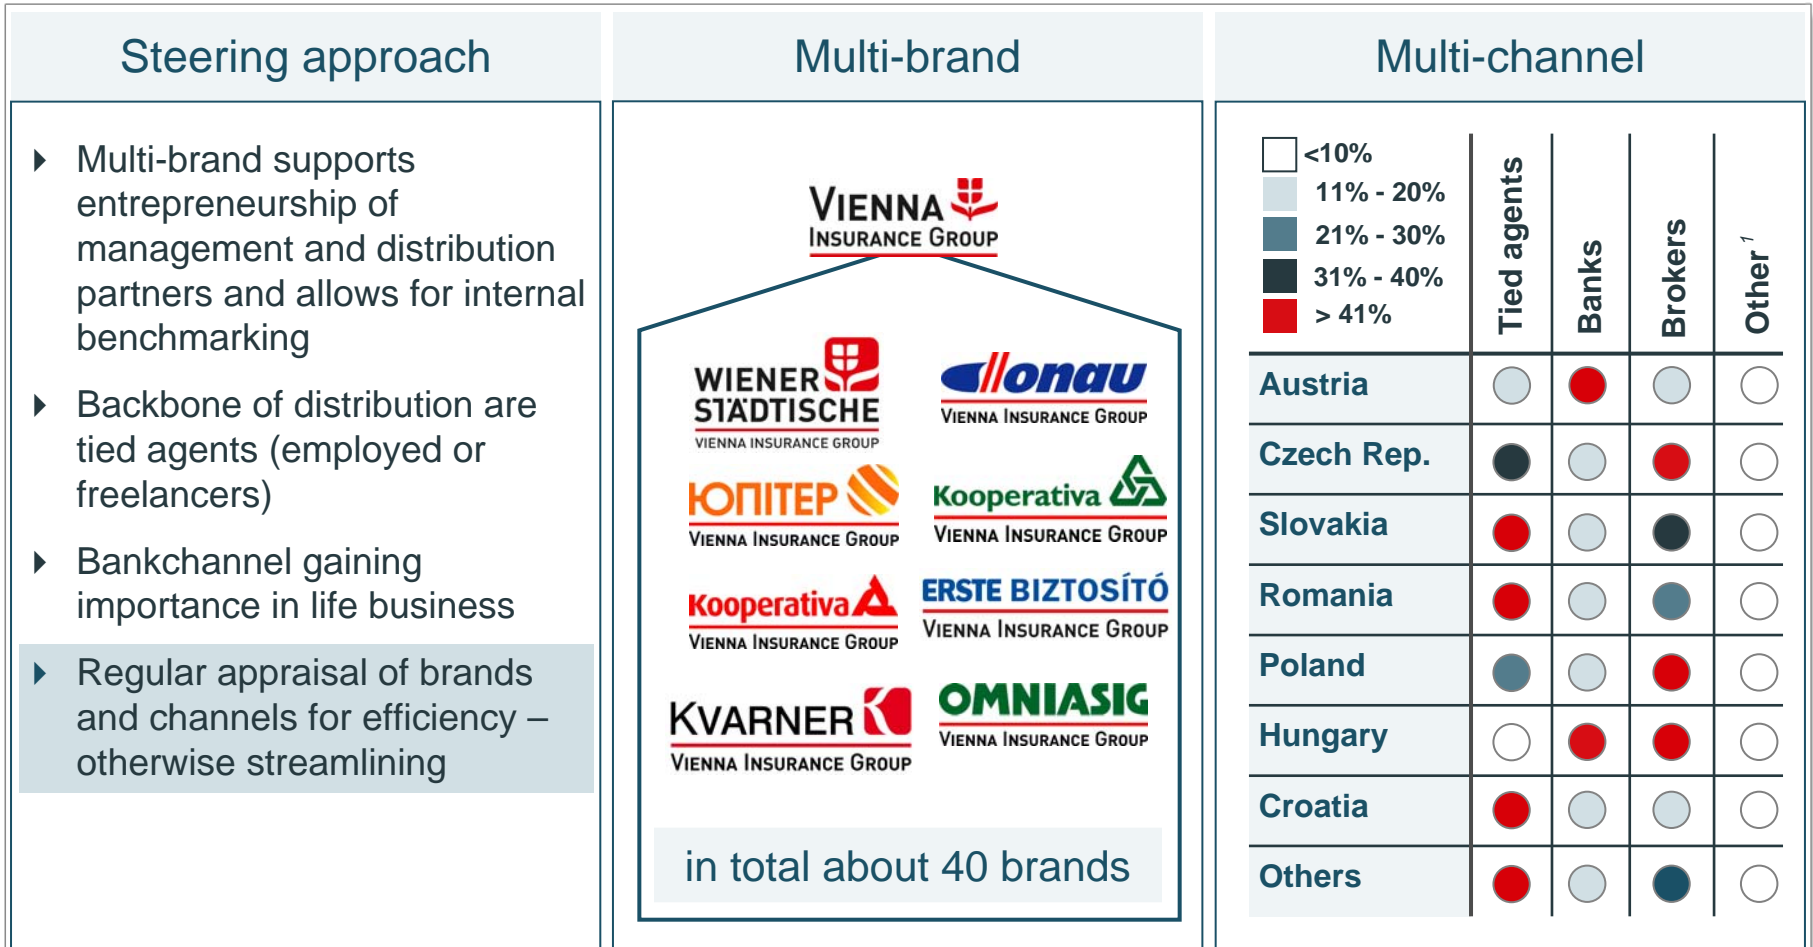 Steering approach
Multi-brand supports
entrepreneurship of
management and distribution
partners and allows for internal
benchmarking
Backbone of distribution are
tied agents (employed or
freelancers)
Bankchannel gaining
importance in life business
Regular appraisal of brands
and channels for efficiency –
otherwise streamlining
Multi-brand
VIENNA
INSURANCE GROUP
WIENER
STÄDTISCHE
VIENNA INSURANCE GROUP
Donau
VIENNA INSURANCE GROUP
ЮПІТЕР
VIENNA INSURANCE GROUP
Kooperativa
VIENNA INSURANCE GROUP
Kooperativa
VIENNA INSURANCE GROUP
ERSTE BIZTOSÍTÓ
VIENNA INSURANCE GROUP
KVARNER
VIENNA INSURANCE GROUP
OMNIASIG
VIENNA INSURANCE GROUP
in total about 40 brands
Multi-channel
<10%
11% - 20%
21% - 30%
31% - 40%
> 41%
Tied agents
Banks
Brokers
Other 1
Austria
Czech Rep.
Slovakia
Romania
Poland
Hungary
Croatia
Others